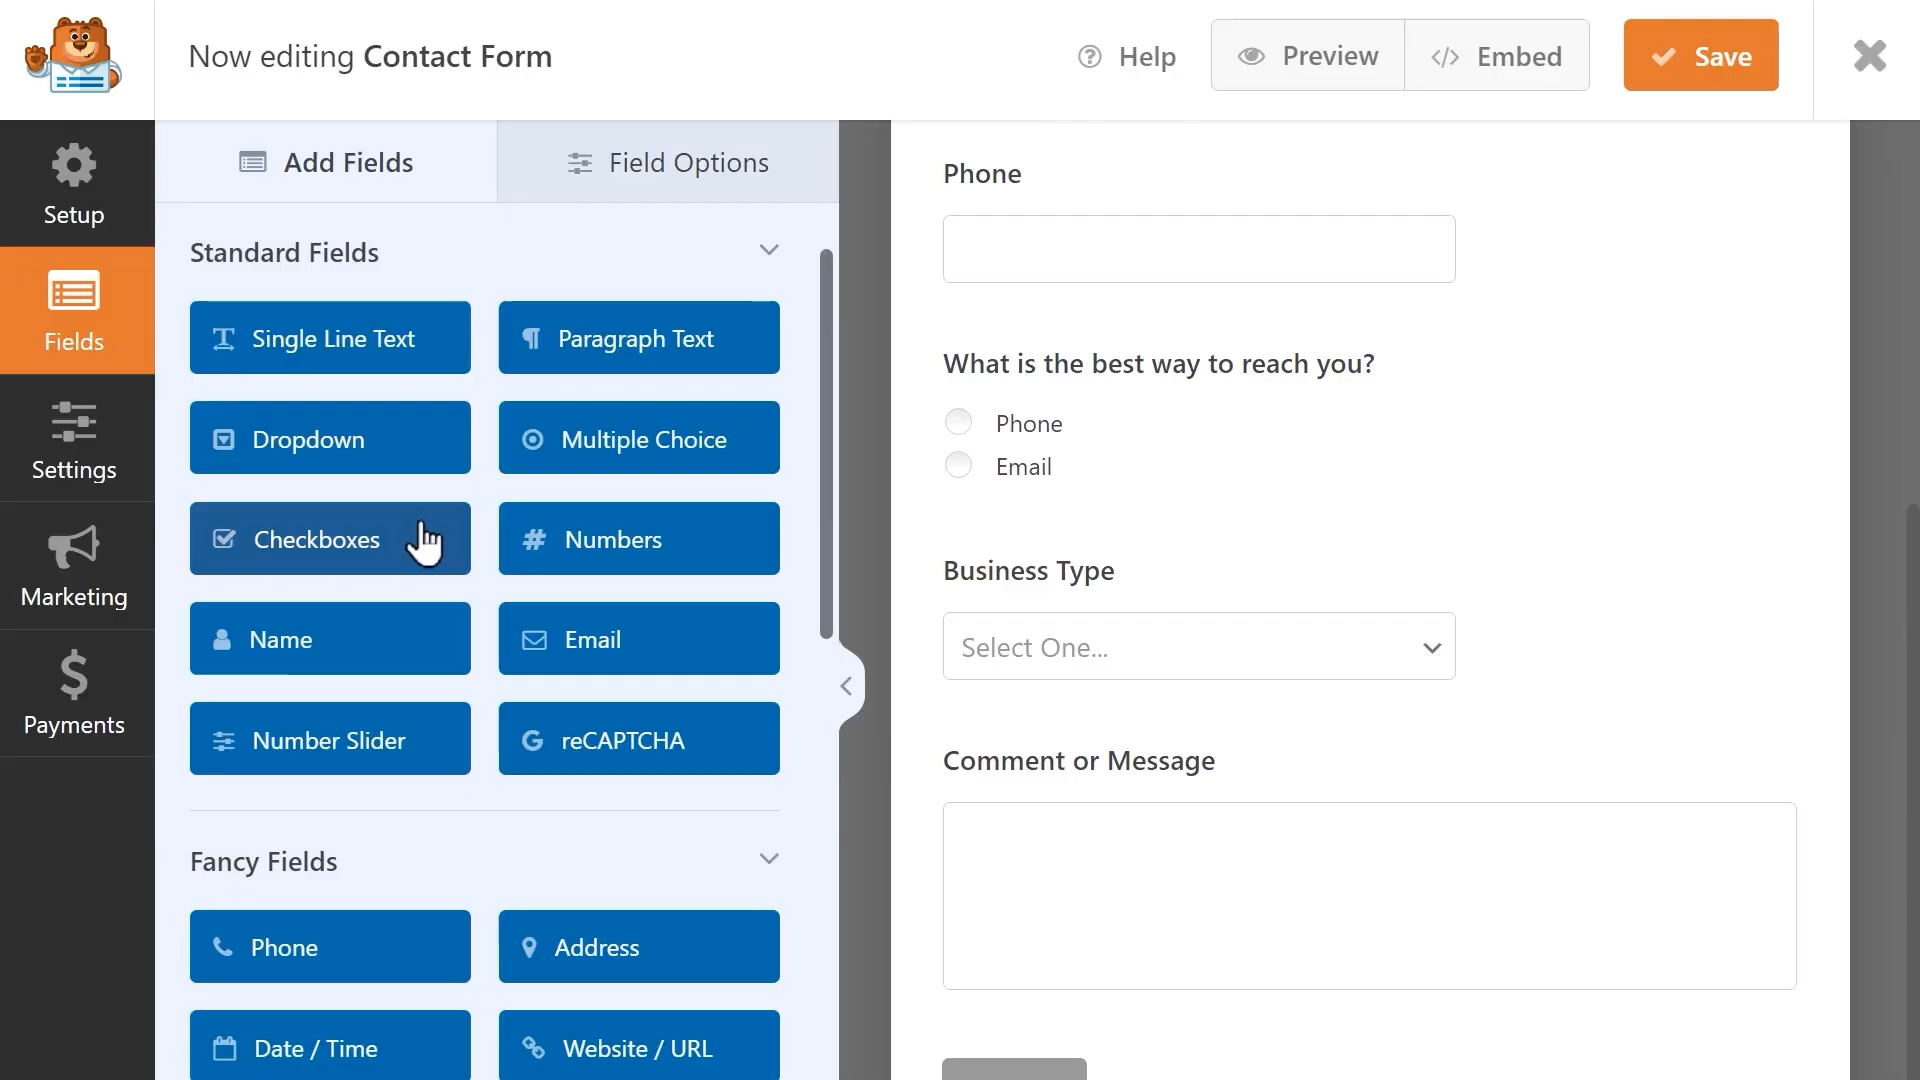 Now editing Contact Form
Help
Preview
Embed
Save
Setup
Fields
Settings
Marketing
Payments
Add Fields
Field Options
Standard Fields
Single Line Text
Paragraph Text
Dropdown
Multiple Choice
Checkboxes
Numbers
Name
Email
Number Slider
reCAPTCHA
Fancy Fields
Phone
Address
Date / Time
Website / URL
Phone
What is the best way to reach you?
Phone
Email
Business Type
Select One...
Comment or Message